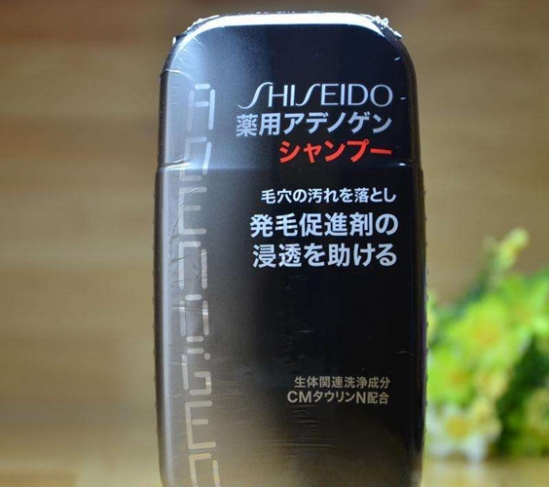 SHISEIDO
薬用アデノゲン
シャンプー
毛穴の汚れを落とし
発毛促進剤の
浸透を助ける
生体関連洗浄成分
CMタウリンN配合
ADENOGEN